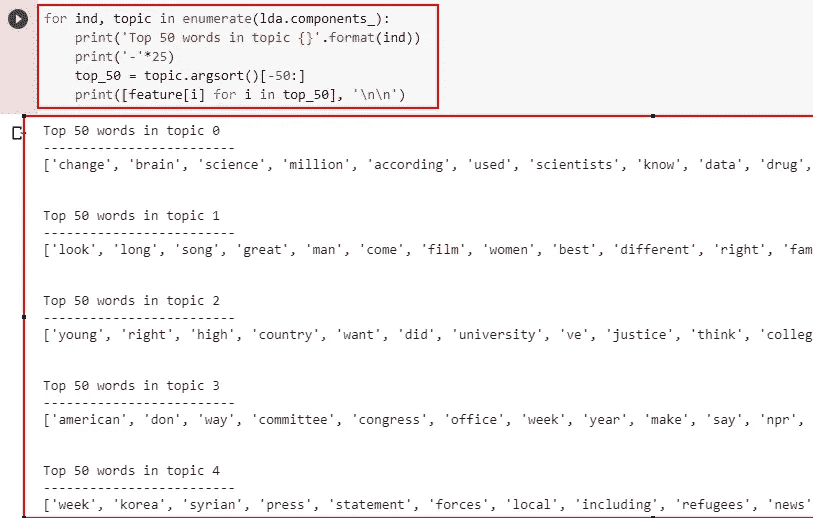 for ind, topic in enumerate(lda.components_):
    print('Top 50 words in topic {}'.format(ind))
    print('-'*25)
    top_50 = topic.argsort()[-50:]
    print([feature[i] for i in top_50], '\n\n')
Top 50 words in topic 0
-------------------------
['change', 'brain', 'science', 'million', 'according', 'used', 'scientists', 'know', 'data', 'drug',
Top 50 words in topic 1
-------------------------
['look', 'long', 'song', 'great', 'man', 'come', 'film', 'women', 'best', 'different', 'right', 'fam
Top 50 words in topic 2
-------------------------
['young', 'right', 'high', 'country', 'want', 'did', 'university', 've', 'justice', 'think', 'colleg
Top 50 words in topic 3
-------------------------
['american', 'don', 'way', 'committee', 'congress', 'office', 'week', 'year', 'make', 'say', 'npr',
Top 50 words in topic 4
-------------------------
['week', 'korea', 'syrian', 'press', 'statement', 'forces', 'local', 'including', 'refugees', 'news'